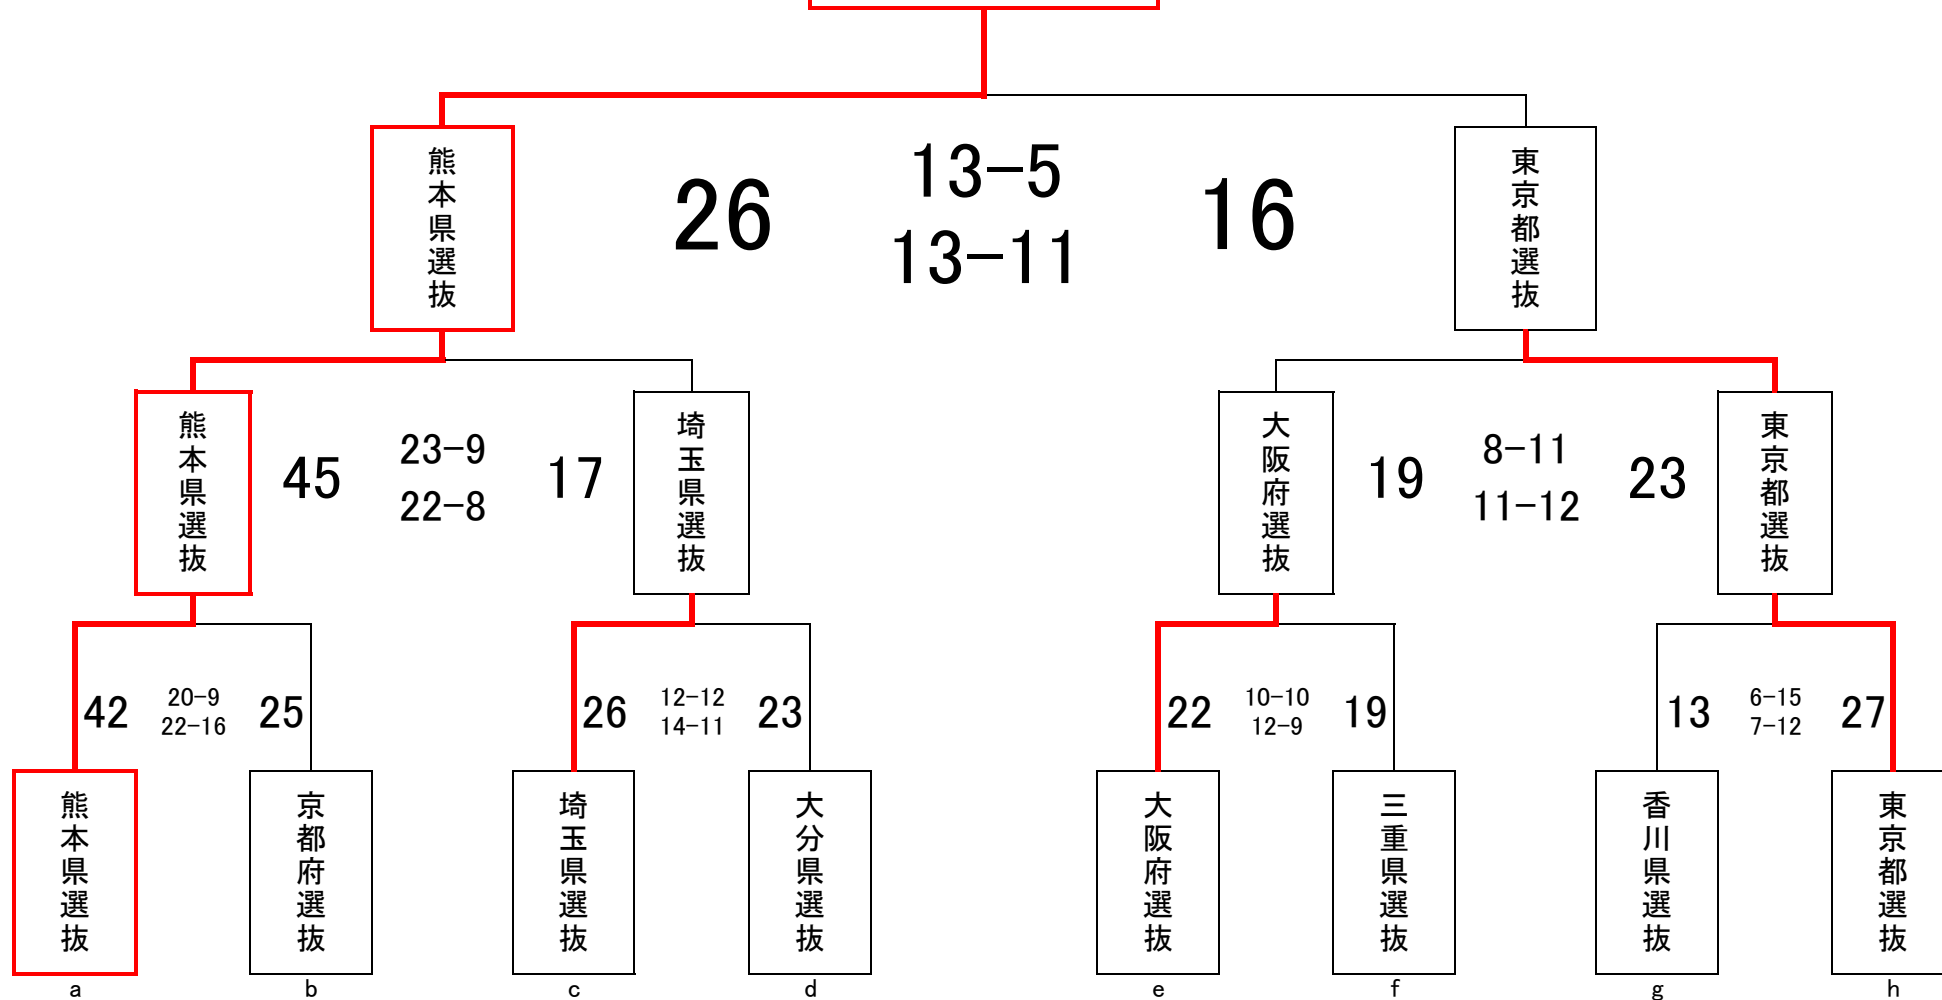 熊本県選抜
26
13-5
13-11
16
東京都選抜
熊本県選抜
45
23-9
22-8
17
埼玉県選抜
大阪府選抜
19
8-11
11-12
23
東京都選抜
42
20-9
22-16
25
26
12-12
14-11
23
22
10-10
12-9
19
13
6-15
7-12
27
熊本県選抜
京都府選抜
埼玉県選抜
大分県選抜
大阪府選抜
三重県選抜
香川県選抜
東京都選抜
a
b
c
d
e
f
g
h